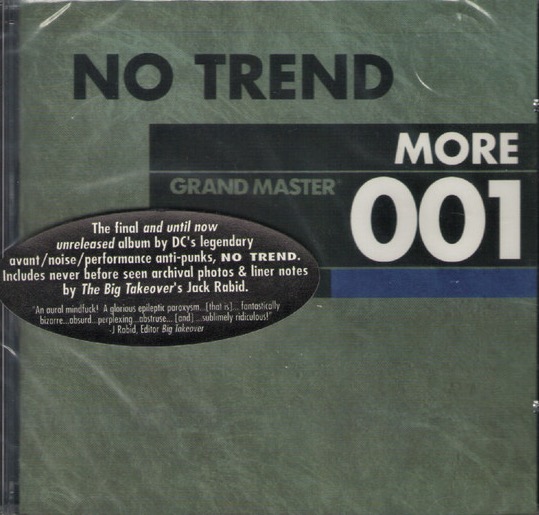 NO TREND
MORE
GRAND MASTER
001
The final and until now
unreleased album by DC's legendary
avant/noise/performance anti-punks, NO TREND.
Includes never before seen archival photos & liner notes
by The Big Takeover's Jack Rabid.
"An aural mindfuck! A glorious epileptic paroxysm...[that is]... fantastically
bizarre...absurd...perplexing...abstruse... [and] ...sublimely ridiculous!"
-J Rabid, Editor Big Takeover